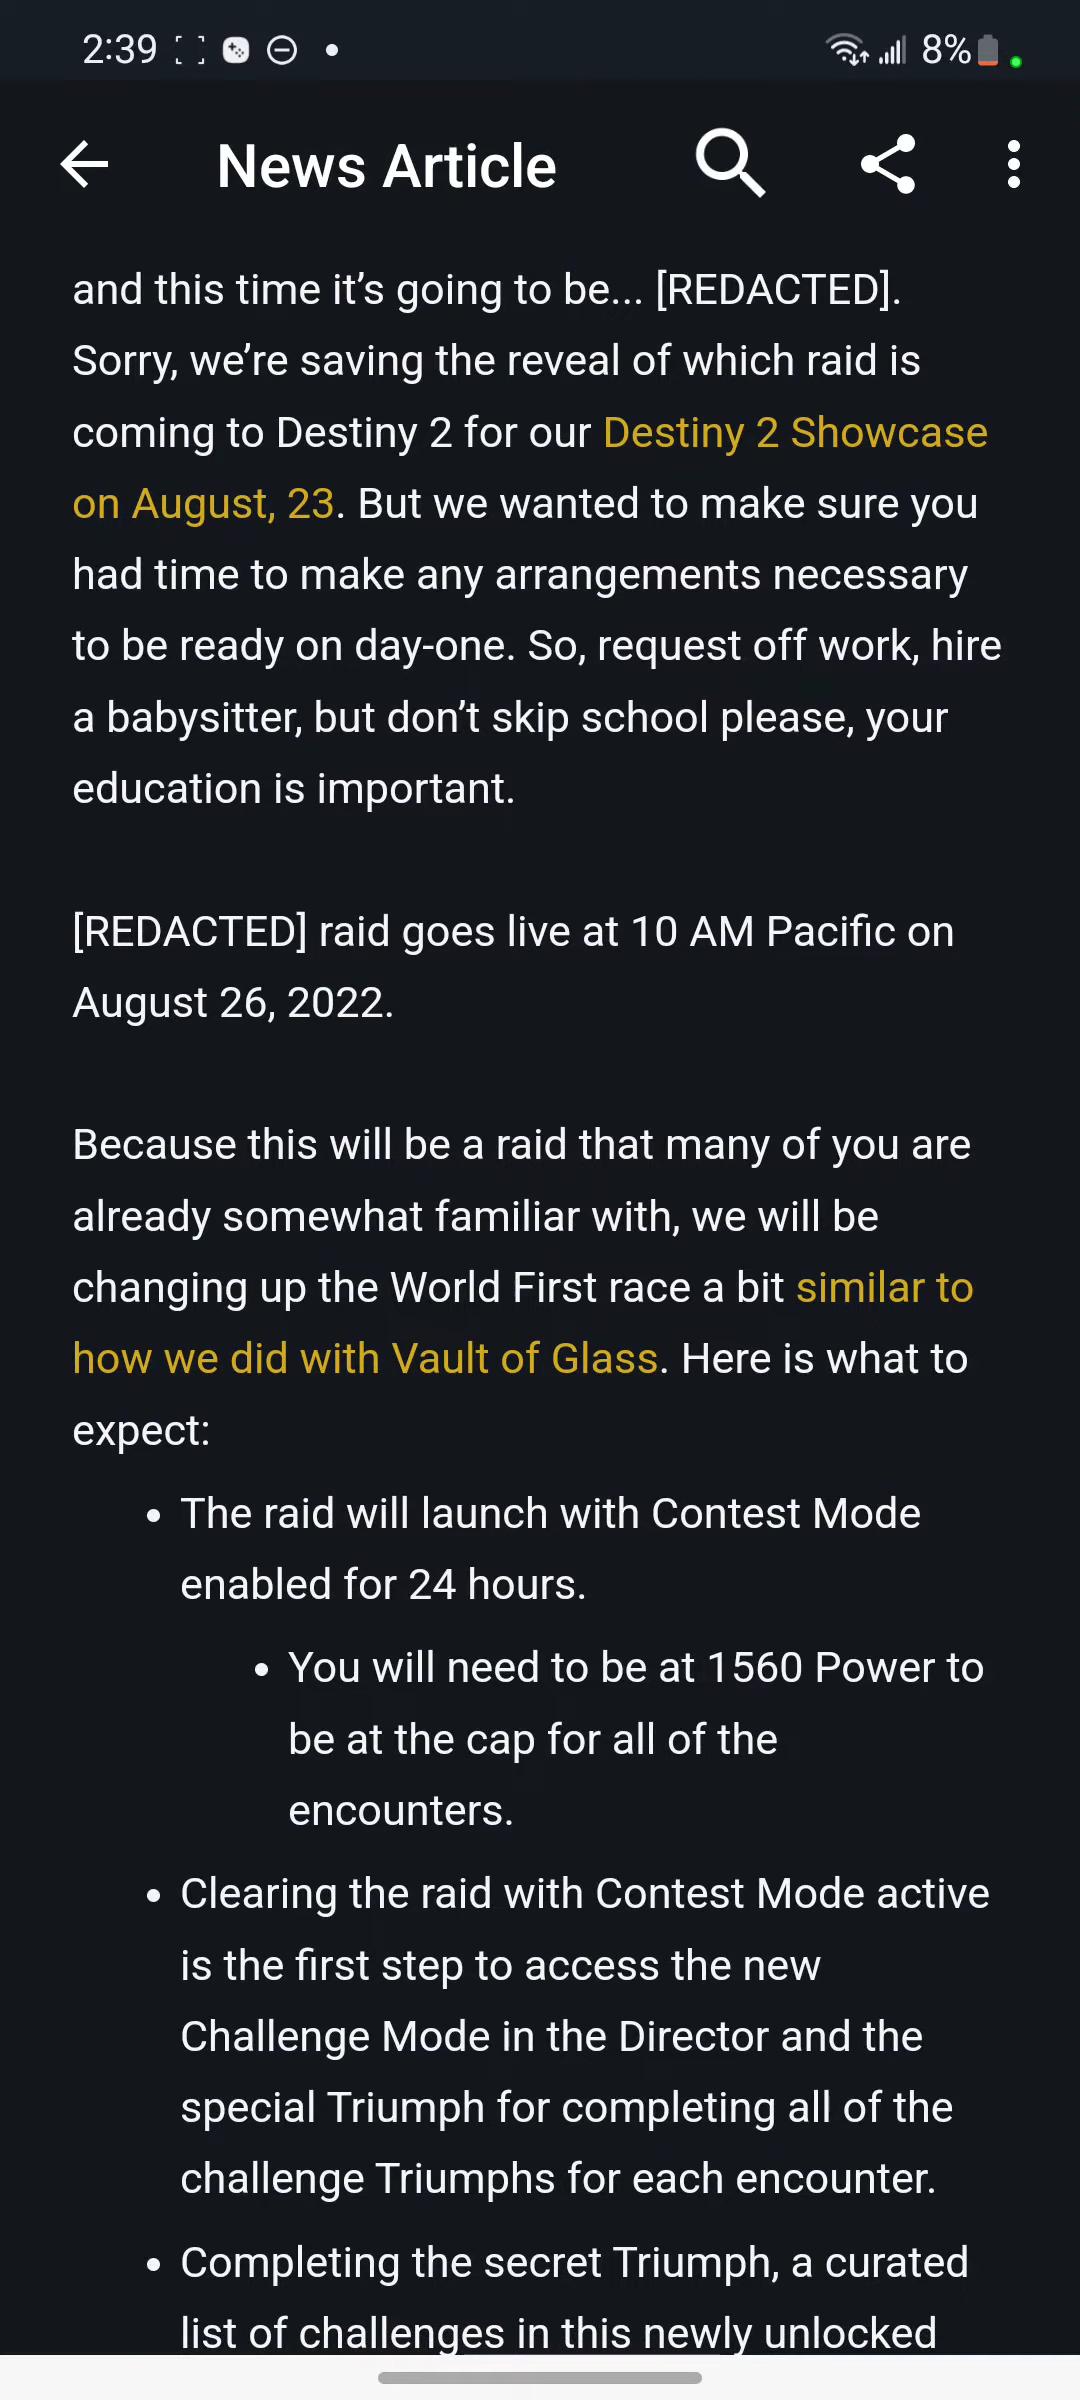 2:39
8%
News Article
and this time it’s going to be... [REDACTED].
Sorry, we’re saving the reveal of which raid is
coming to Destiny 2 for our Destiny 2 Showcase
on August, 23. But we wanted to make sure you
had time to make any arrangements necessary
to be ready on day-one. So, request off work, hire
a babysitter, but don’t skip school please, your
education is important.
[REDACTED] raid goes live at 10 AM Pacific on
August 26, 2022.
Because this will be a raid that many of you are
already somewhat familiar with, we will be
changing up the World First race a bit similar to
how we did with Vault of Glass. Here is what to
expect:
• The raid will launch with Contest Mode
enabled for 24 hours.
• You will need to be at 1560 Power to
be at the cap for all of the
encounters.
• Clearing the raid with Contest Mode active
is the first step to access the new
Challenge Mode in the Director and the
special Triumph for completing all of the
challenge Triumphs for each encounter.
• Completing the secret Triumph, a curated
list of challenges in this newly unlocked